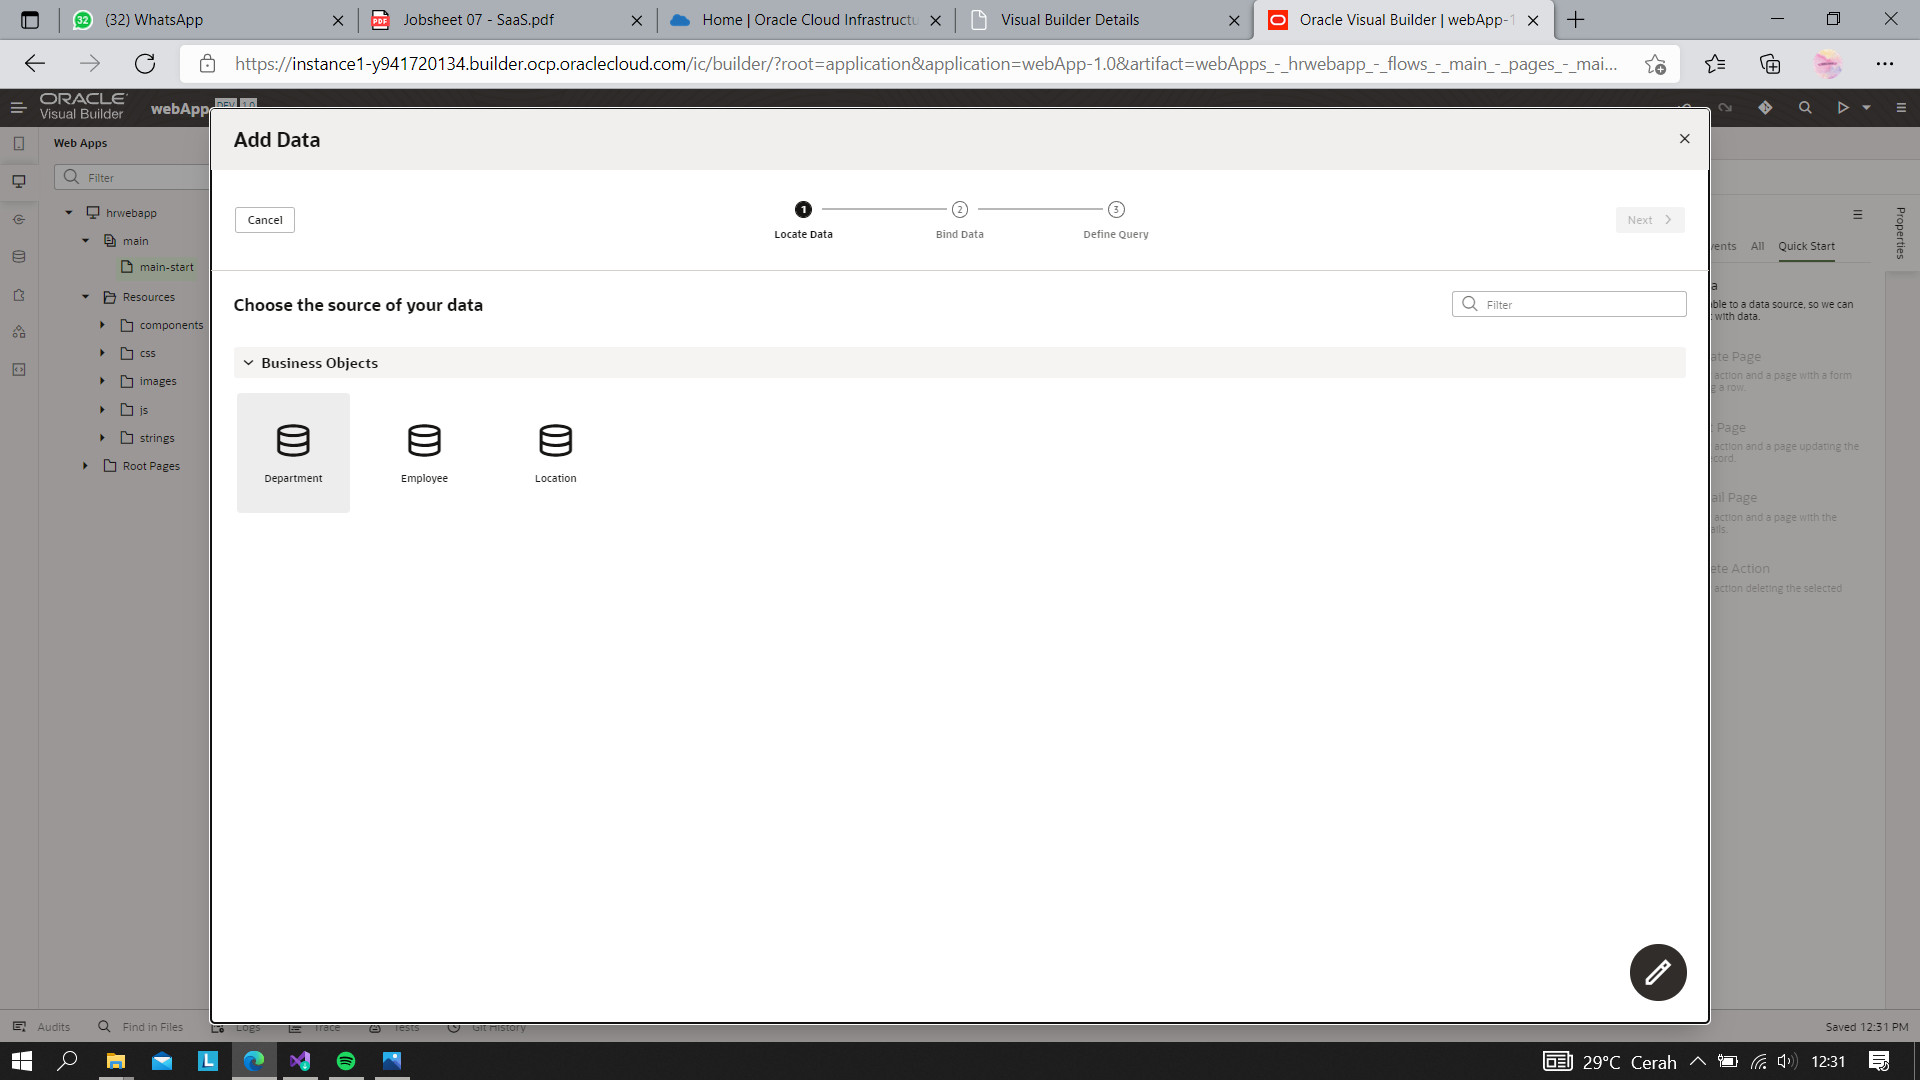 (32) WhatsApp
Jobsheet 07 - SaaS.pdf
Home | Oracle Cloud Infrastructu
Visual Builder Details
Oracle Visual Builder | webApp-1
https://instance1-y941720134.builder.ocp.oraclecloud.com/ic/builder/?root=application&application=webApp-1.0&artifact=webApps_-_hrwebapp_-_flows_-_main_-_pages_-_mai...
ORACLE
Visual Builder
webApp
DEV 1.0
Add Data
Web Apps
Filter
Cancel
1
2
3
Next
Locate Data
Bind Data
Define Query
hrwebapp
main
main-start
Resources
components
css
images
js
strings
Root Pages
Choose the source of your data
Filter
Business Objects
Department
Employee
Location
vents
All
Quick Start
Properties
a
ble to a data source, so we can
t with data.
ate Page
action and a page with a form
g a row.
t Page
action and a page updating the
cord.
ail Page
action and a page with the
ails.
ete Action
action deleting the selected
Audits
Find in Files
Logs
Trace
Tests
Git History
Saved 12:31 PM
29°C Cerah
12:31